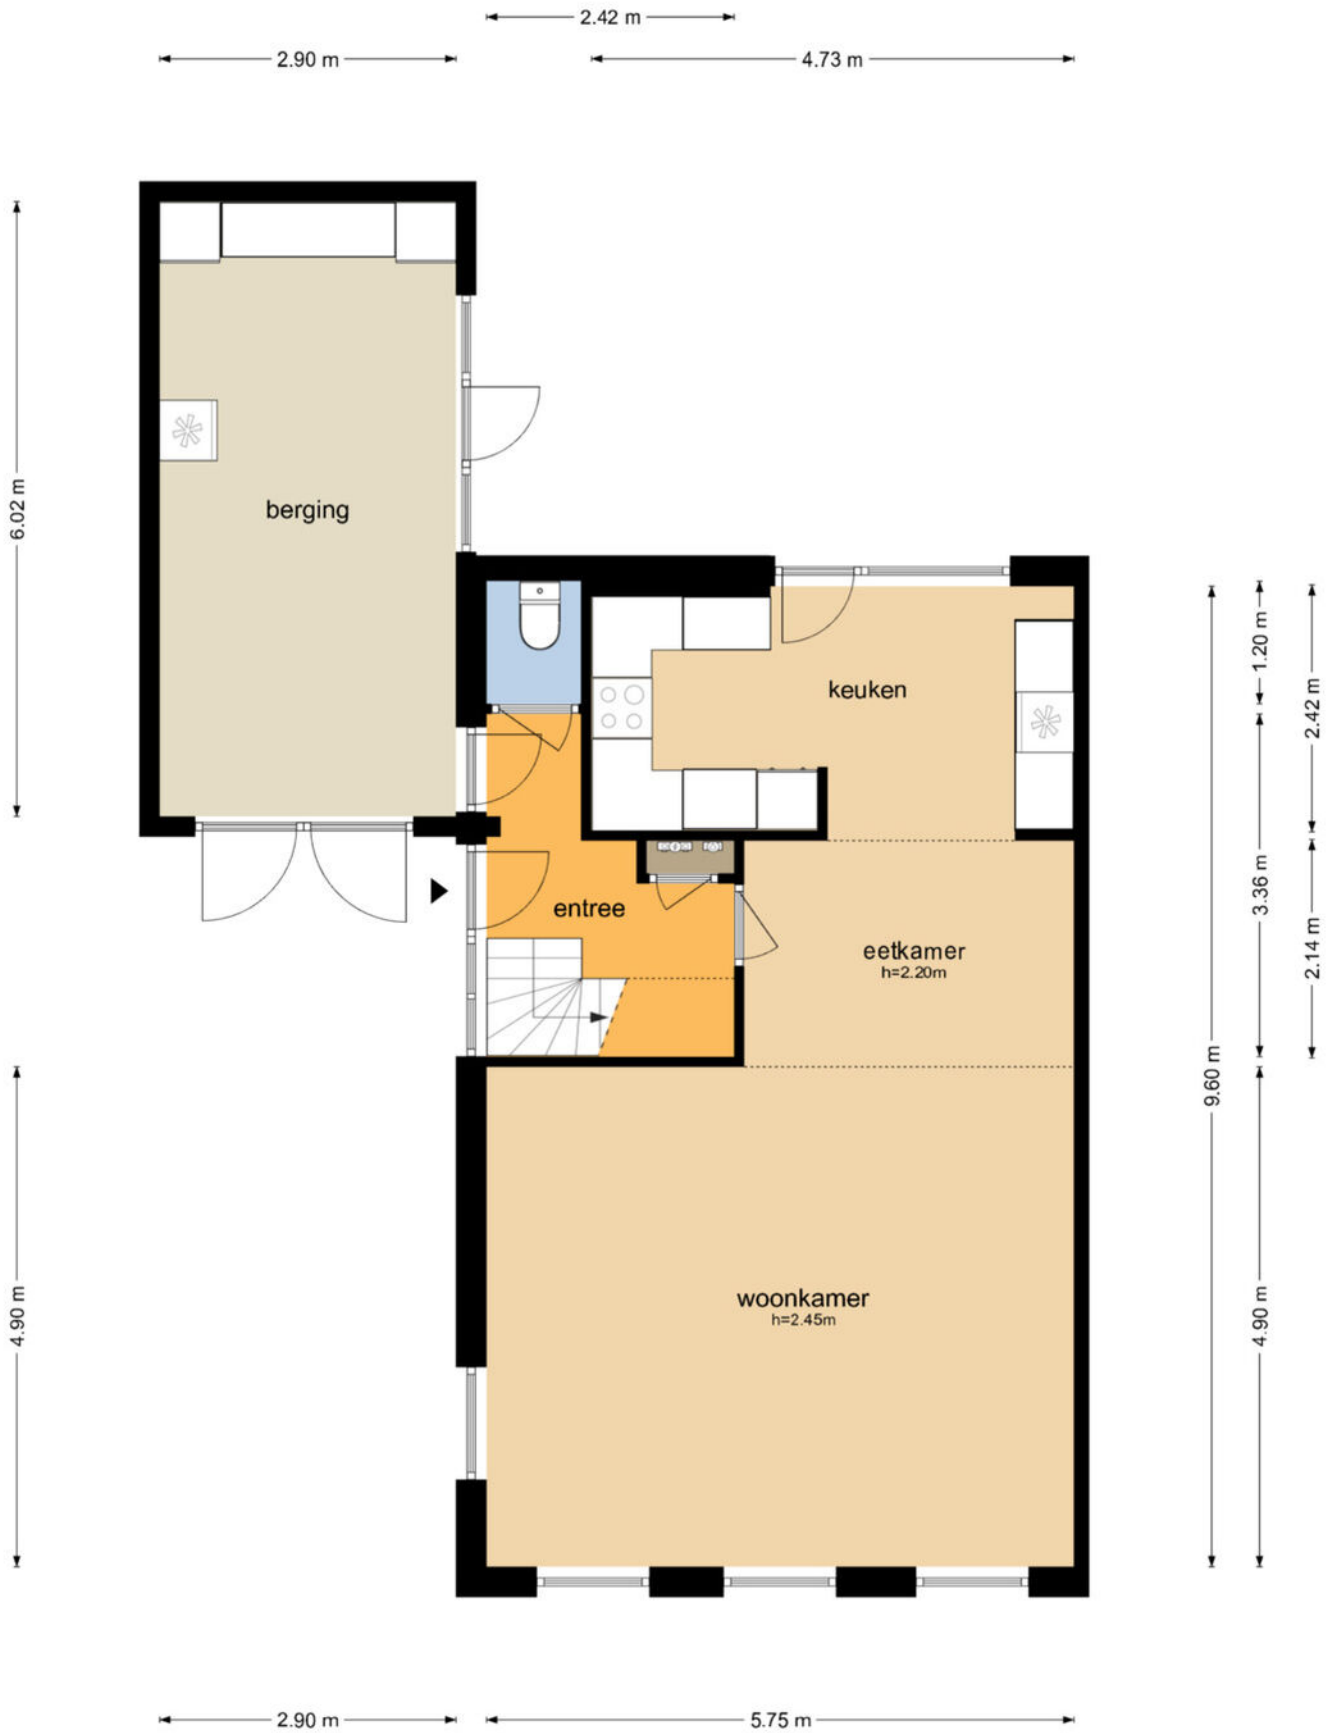 2.42 m
2.90 m
4.73 m
6.02 m
berging
keuken
1.20 m
2.42 m
entree
3.36 m
eetkamer
h=2.20m
2.14 m
9.60 m
4.90 m
woonkamer
h=2.45m
4.90 m
2.90 m
5.75 m